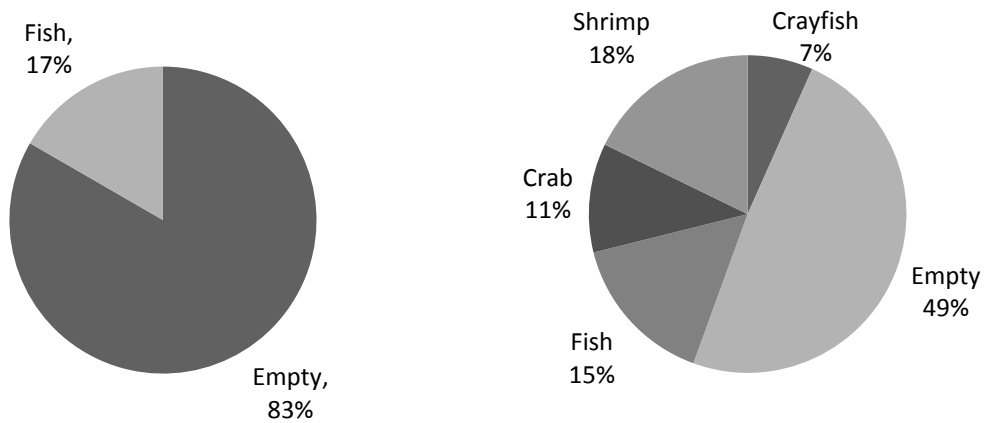 Fish,
17%
Empty,
83%
Shrimp
18%
Crayfish
7%
Crab
11%
Empty
49%
Fish
15%